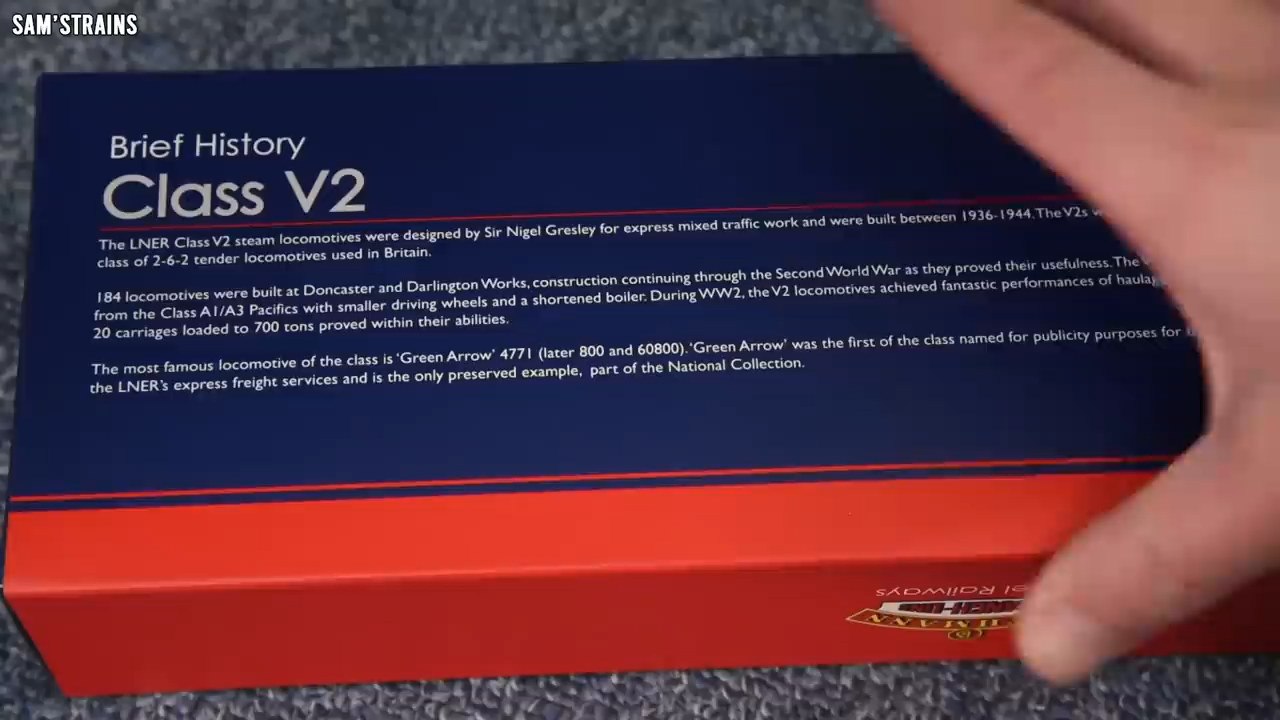 SAM'STRAINS
Brief History
Class V2
The LNER Class V2 steam locomotives were designed by Sir Nigel Gresley for express mixed traffic work and were built between 1936-1944. The V2s
class of 2-6-2 tender locomotives used in Britain.
184 locomotives were built at Doncaster and Darlington Works, construction continuing through the Second World War as they proved their usefulness. The
from the Class A1/A3 Pacifics with smaller driving wheels and a shortened boiler. During WW2, the V2 locomotives achieved fantastic performances of
20 carriages loaded to 700 tons proved within their abilities.
The most famous locomotive of the class is 'Green Arrow' 4771 (later 800 and 60800). 'Green Arrow' was the first of the class named for publicity purposes for
the LNER's express freight services and is the only preserved example, part of the National Collection.
Railways